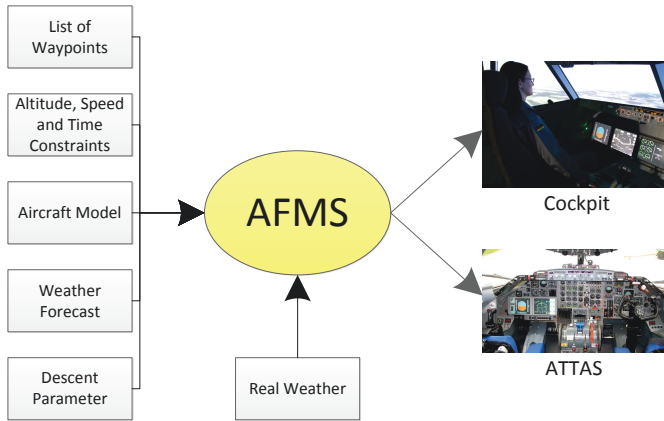 List of
Waypoints
Altitude, Speed
and Time
Constraints
Aircraft Model
Weather
Forecast
Descent
Parameter
AFMS
Real Weather
Cockpit
ATTAS